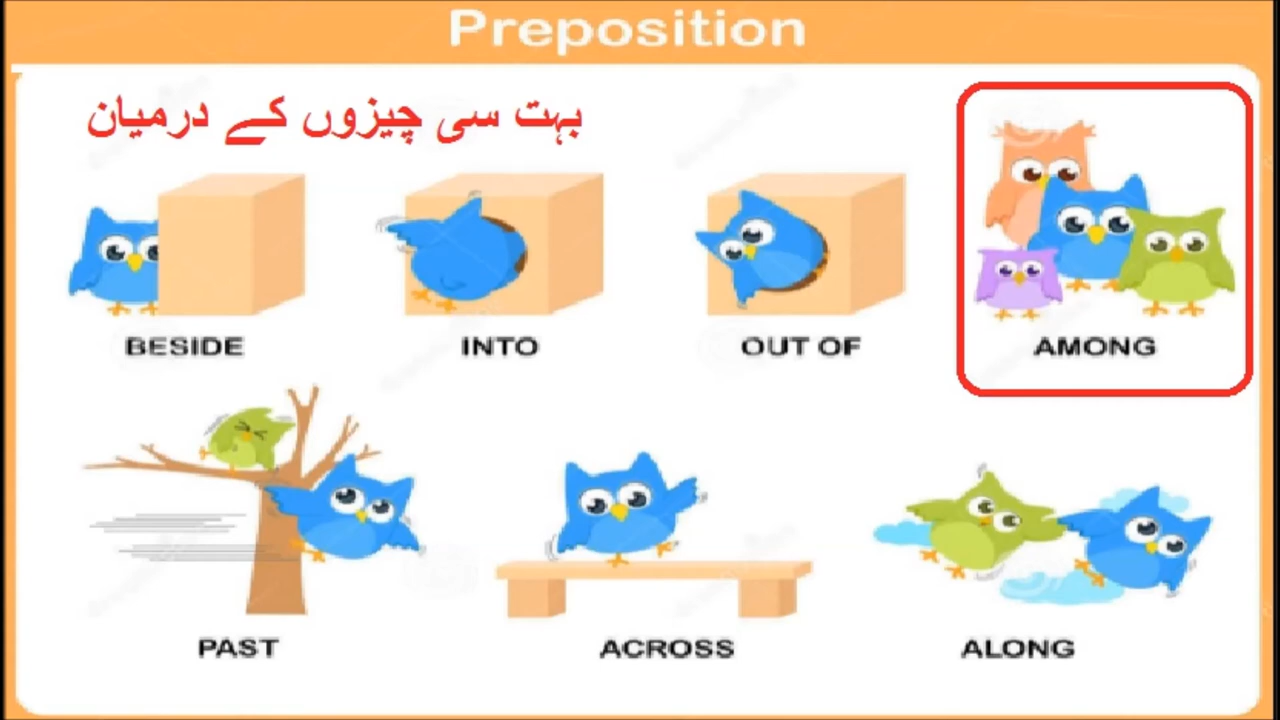 Preposition
بہت سی چیزوں کے درمیان
BESIDE
INTO
OUT OF
AMONG
PAST
ACROSS
ALONG